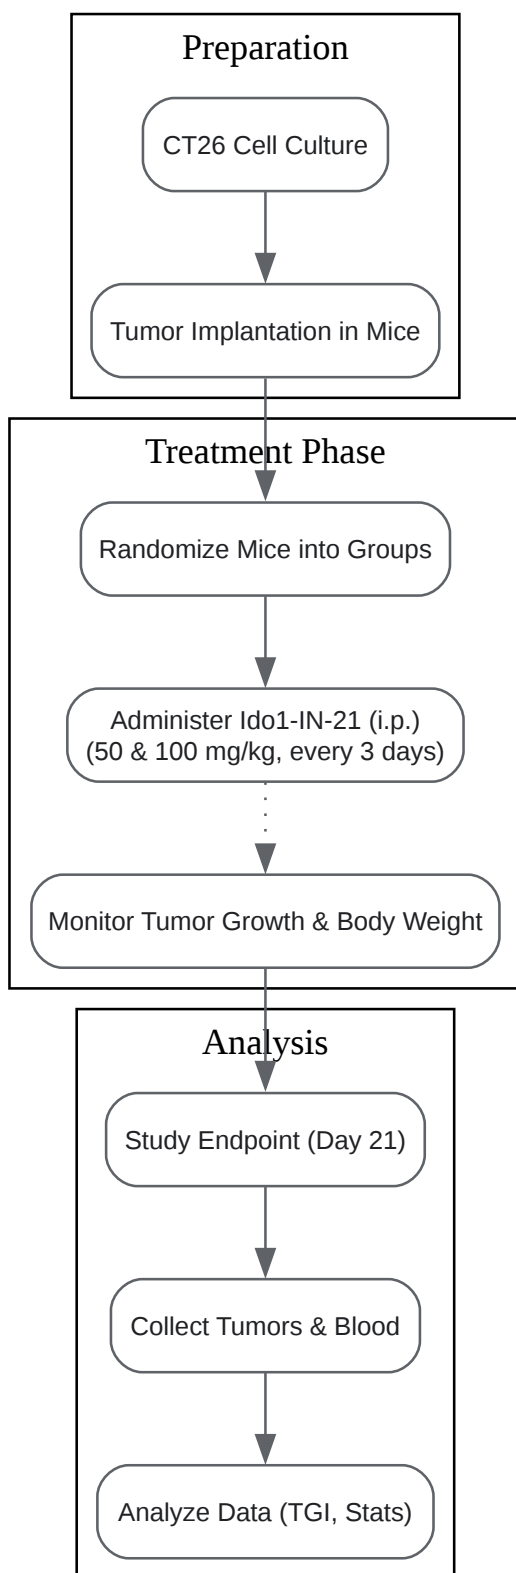 Preparation
CT26 Cell Culture
Tumor Implantation in Mice
Treatment Phase
Randomize Mice into Groups
Administer Ido1-IN-21 (i.p.)
(50 & 100 mg/kg, every 3 days)
Monitor Tumor Growth & Body Weight
Analysis
Study Endpoint (Day 21)
Collect Tumors & Blood
Analyze Data (TGI, Stats)